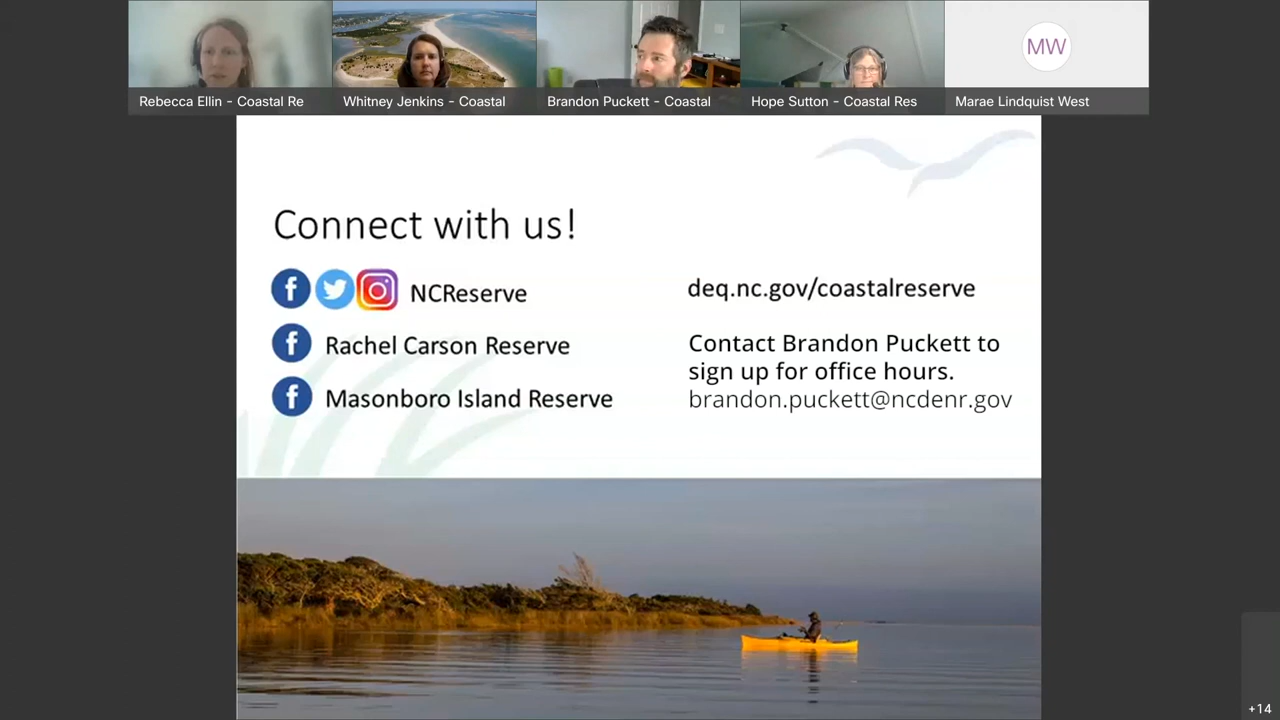 Rebecca Ellin - Coastal Re
Whitney Jenkins - Coastal
Brandon Puckett - Coastal
Hope Sutton - Coastal Res
MW
Marae Lindquist West
Connect with us!
NCReserve
Rachel Carson Reserve
Masonboro Island Reserve
deq.nc.gov/coastalreserve
Contact Brandon Puckett to
sign up for office hours.
brandon.puckett@ncdenr.gov
+14